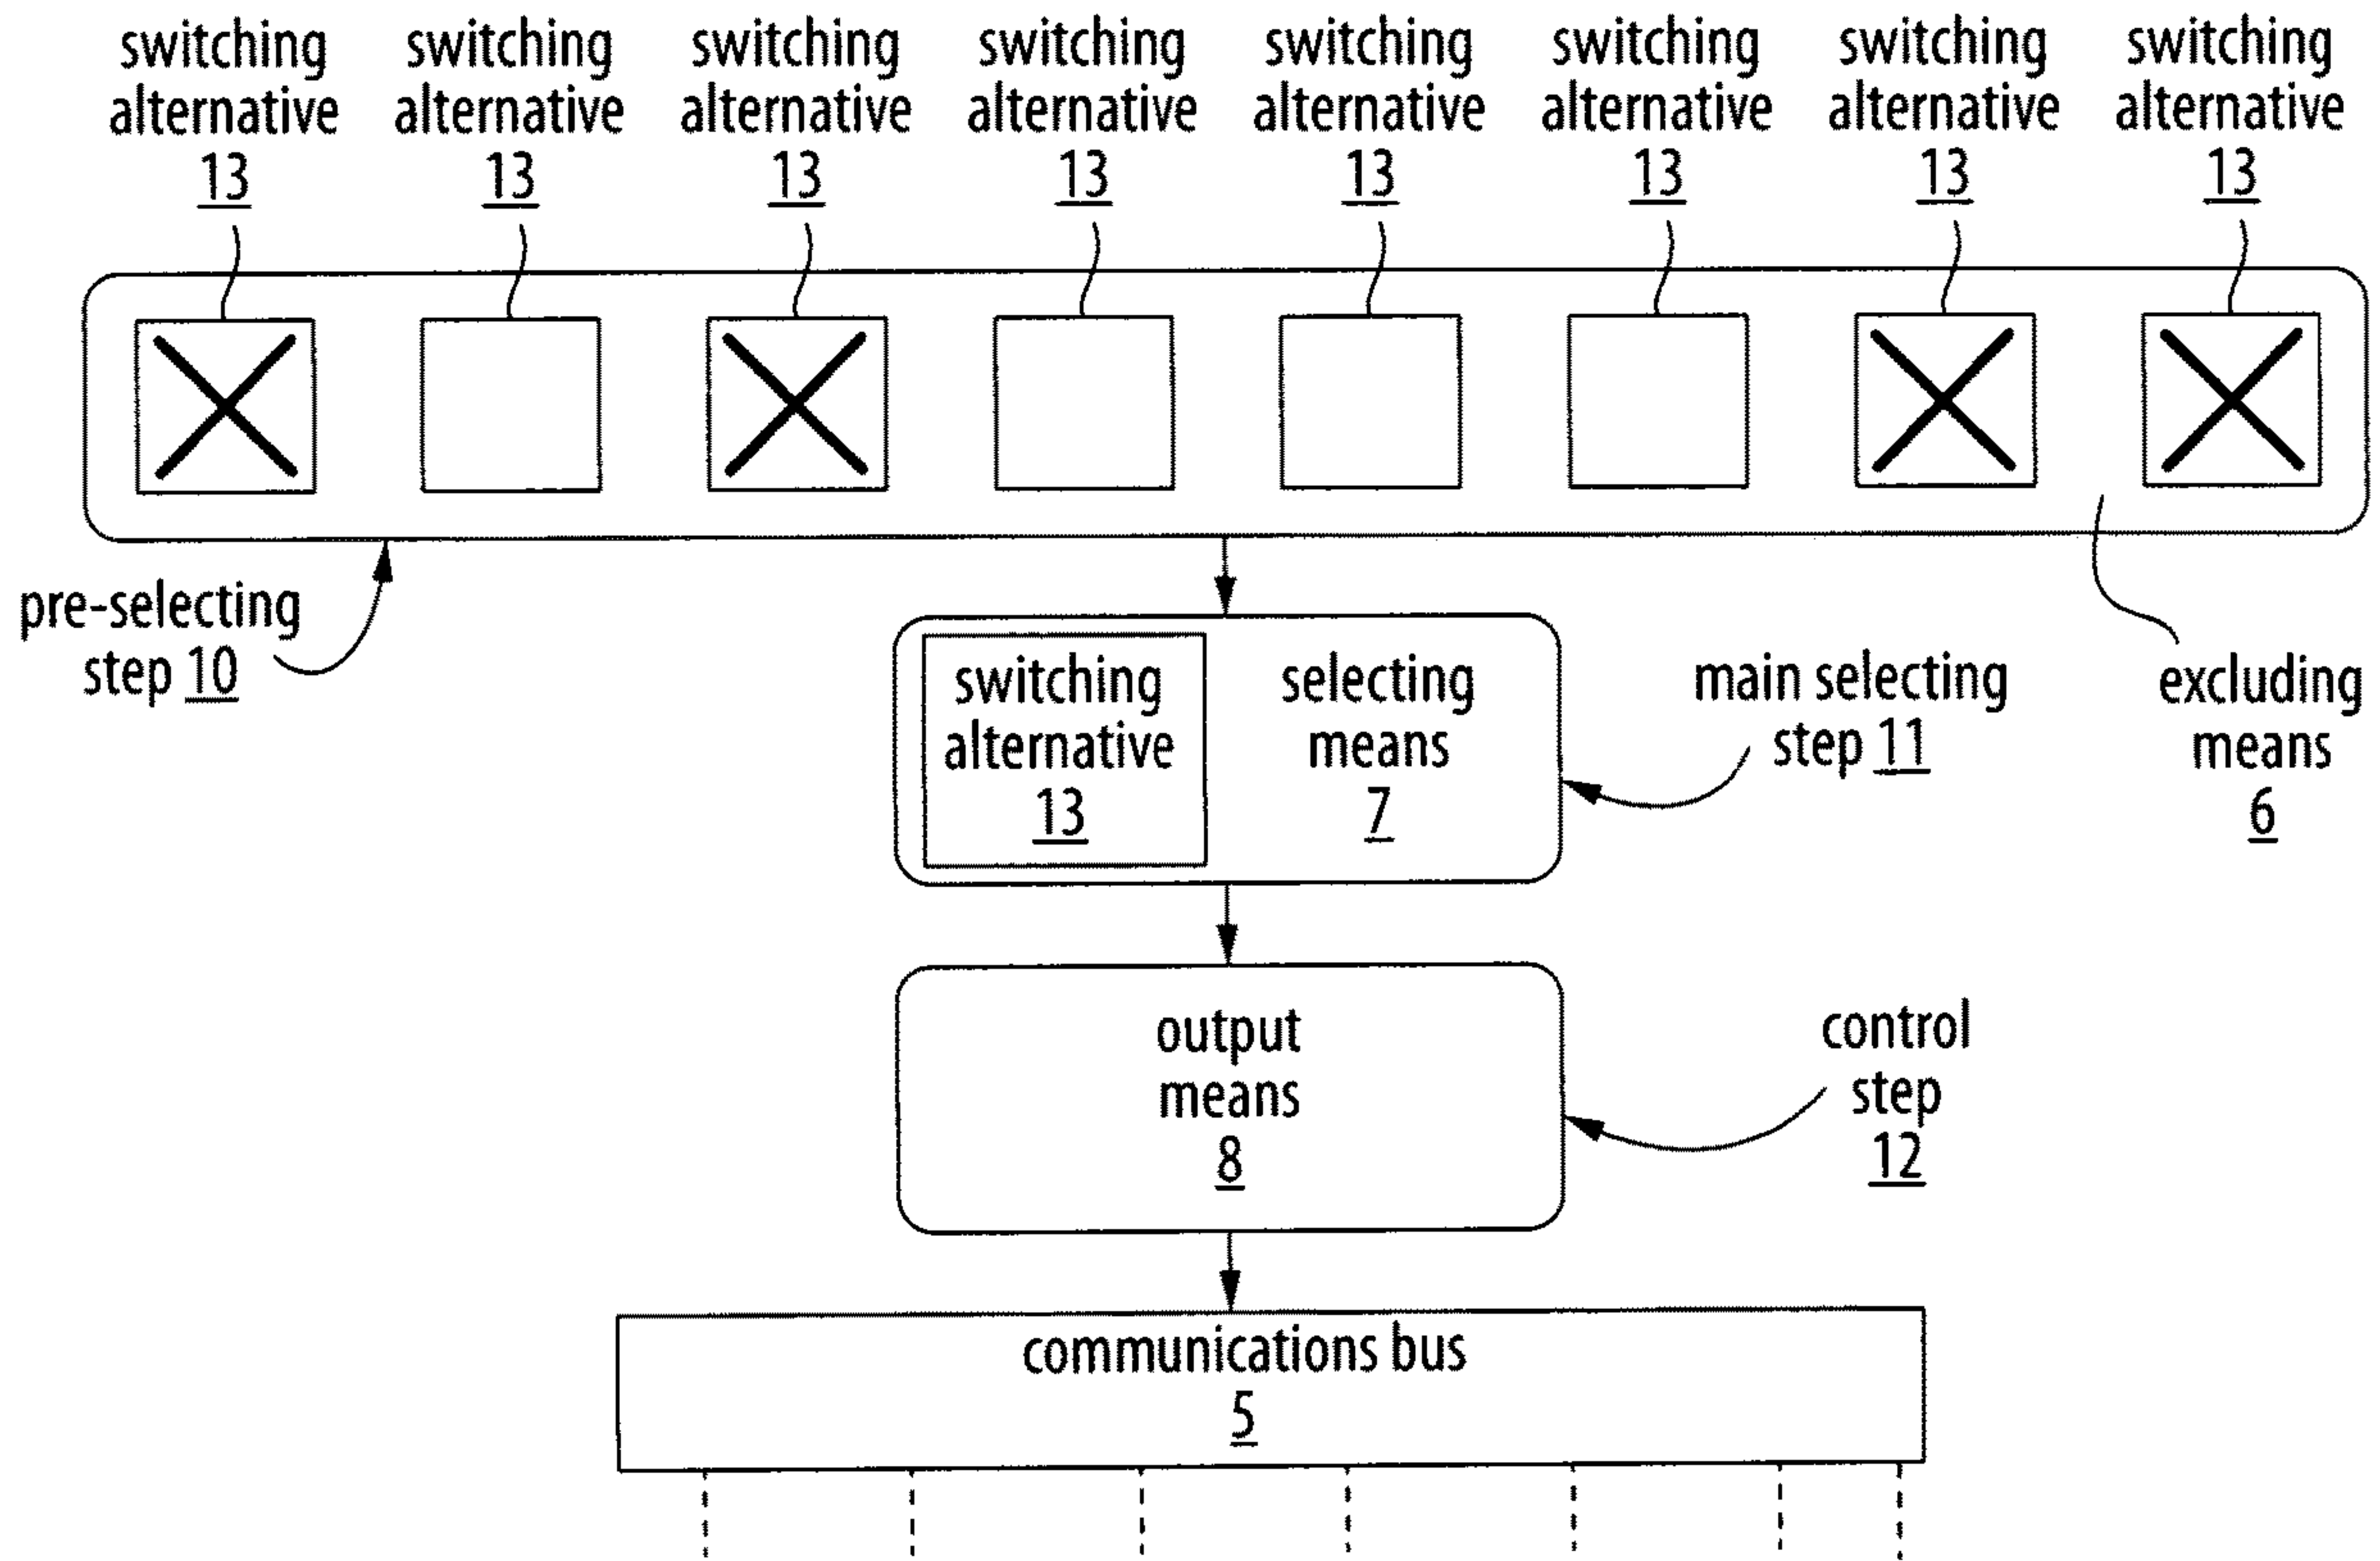 switching switching switching switching switching switching switching switching
alternative alternative alternative alternative alternative alternative alternative alternative
13 13 13 13 13 13 13 13
pre-selecting
step 10
switching
alternative
13
selecting
means
7
main selecting
step 11
excluding
means
6
output
means
8
control
step
12
communications bus
5